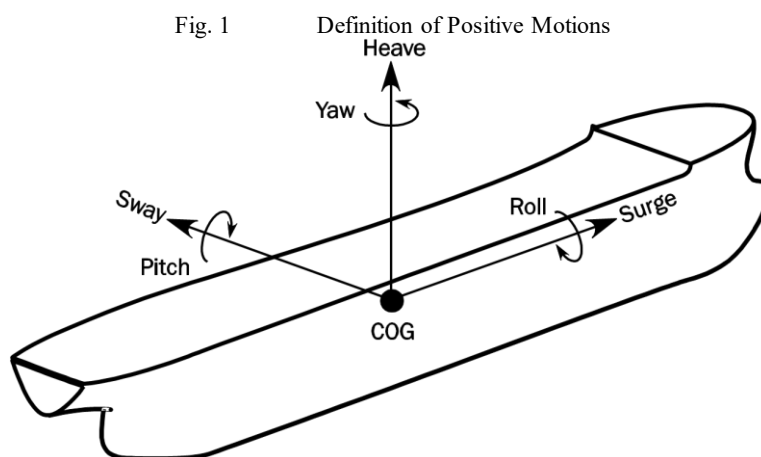 Fig. 1 Definition of Positive Motions
Heave
Yaw
Sway
Roll
Surge
Pitch
COG